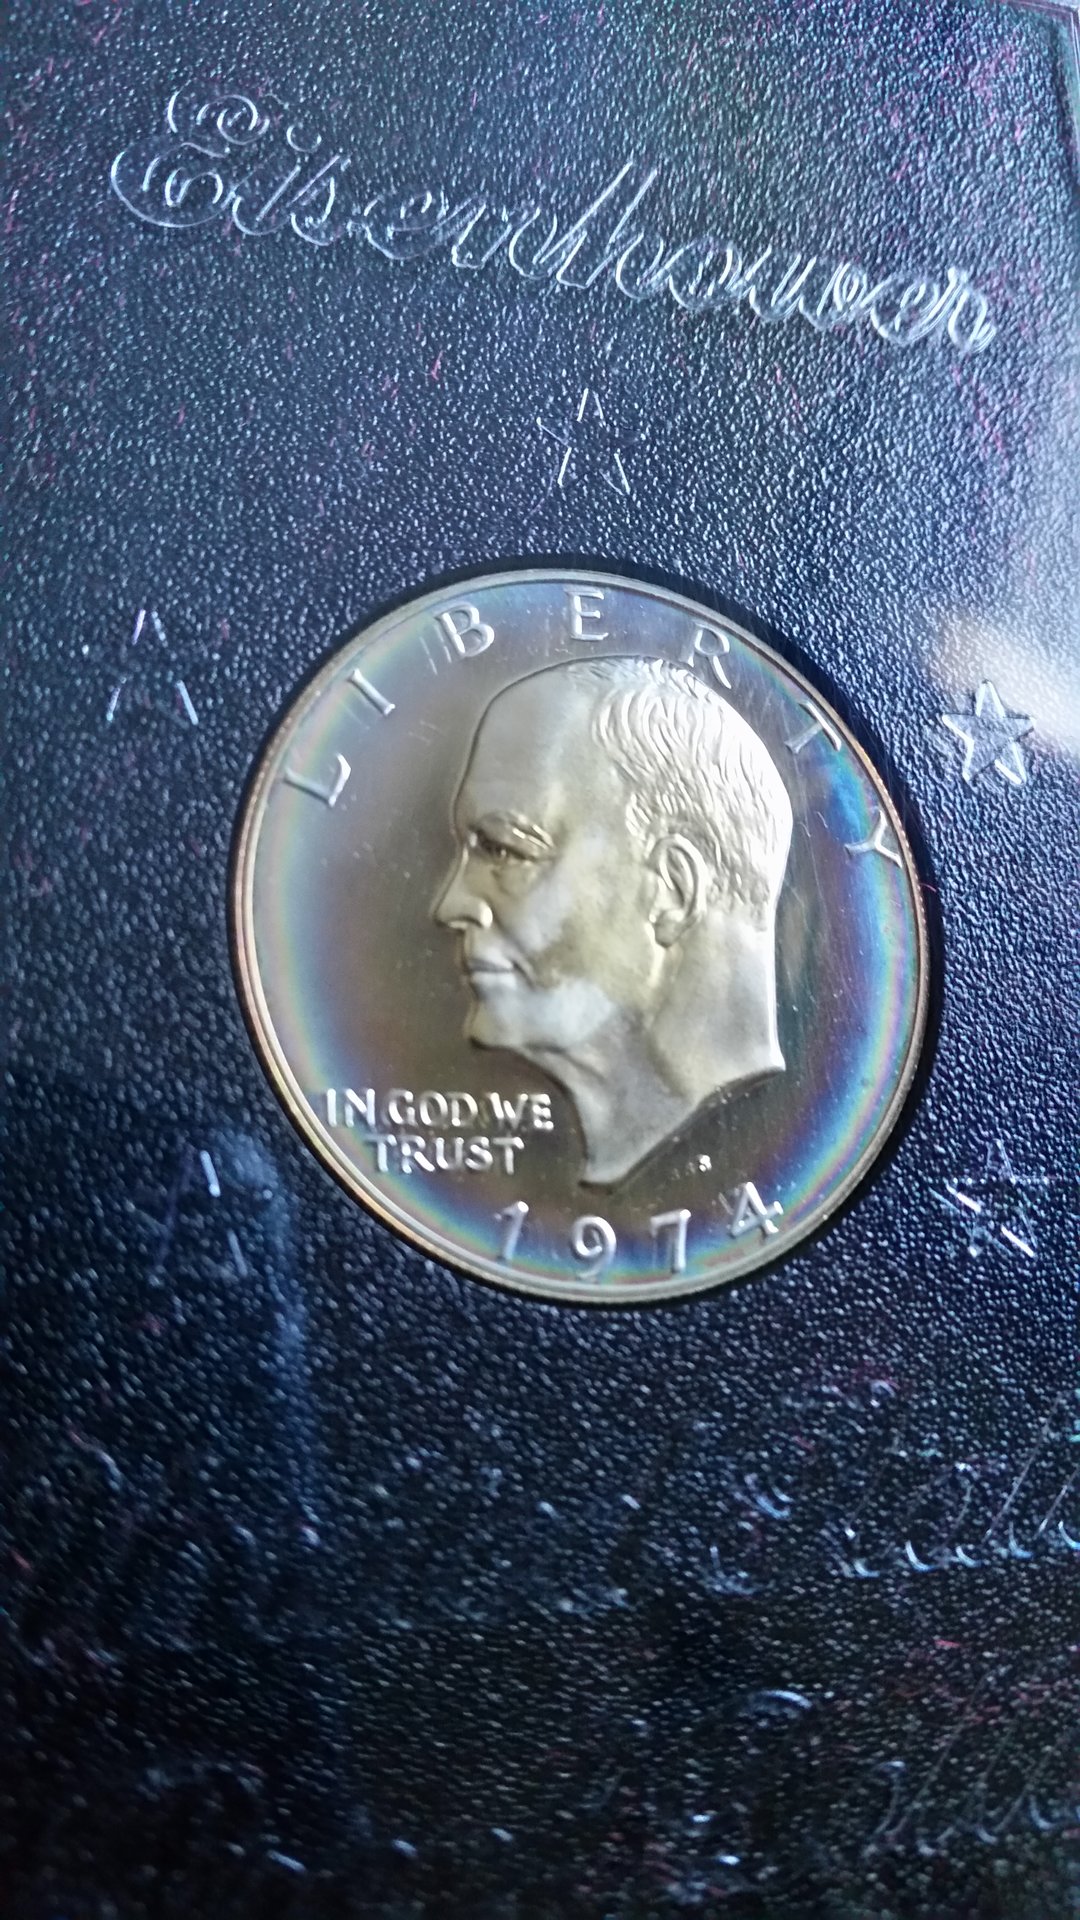 Eisenhower
LIBERTY
IN GOD WE
TRUST
S
1974